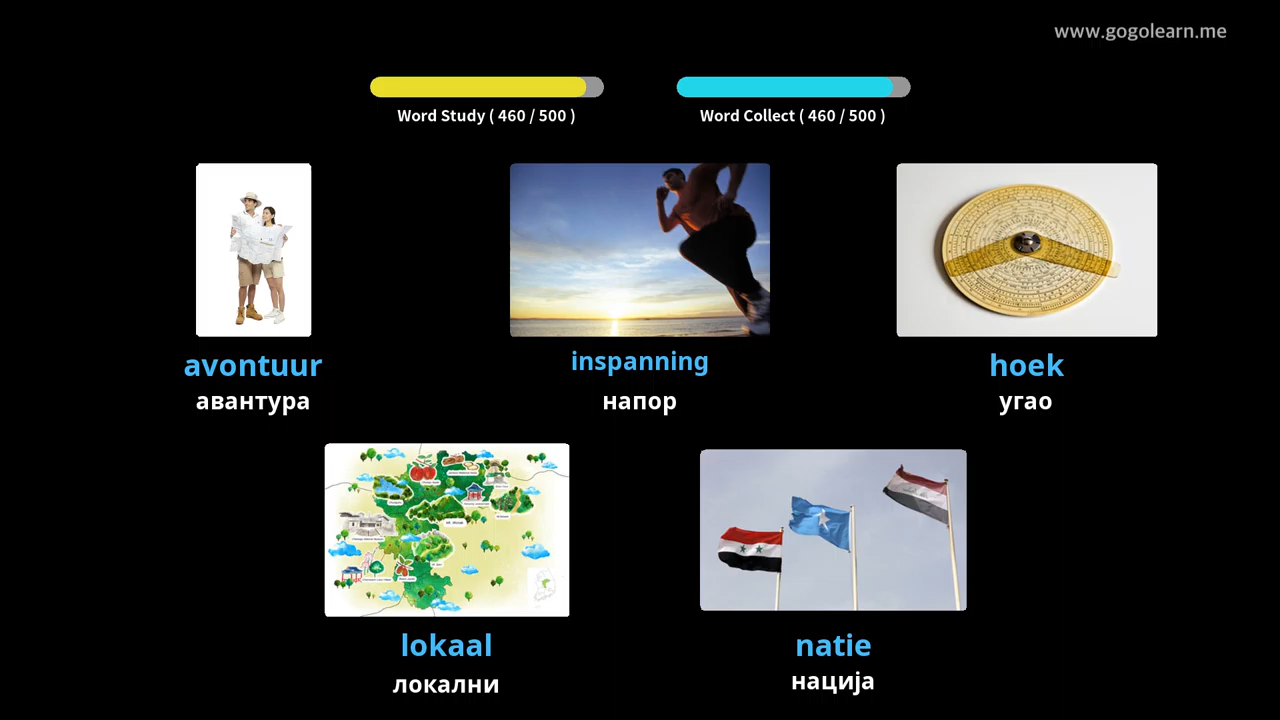 www.gogolearn.me
Word Study ( 460 / 500 )
Word Collect ( 460 / 500 )
avontuur
авантура
inspanning
напор
hoek
угао
lokaal
локални
natie
нација